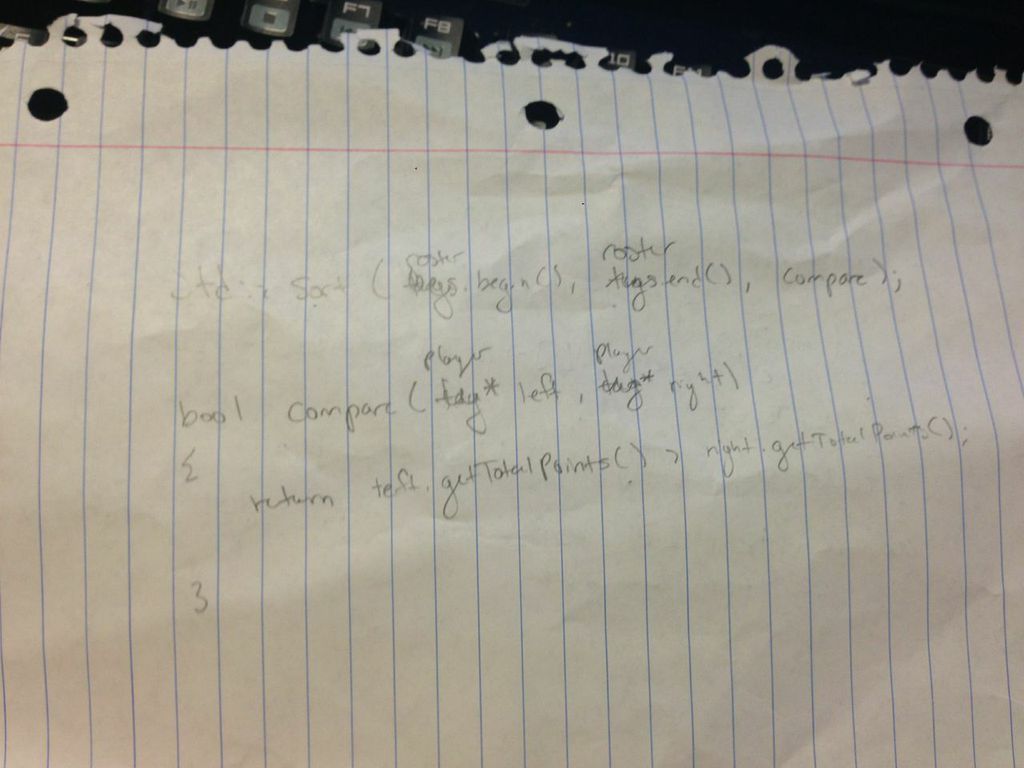 F7
F8
10
roster roster
std:: Sort ( tags.begin(), tags.end(), compare);
player player
bool compare ( tag* left, tag* right)
{
return left.getTotalPoints() > right.getTotalPoints();
}